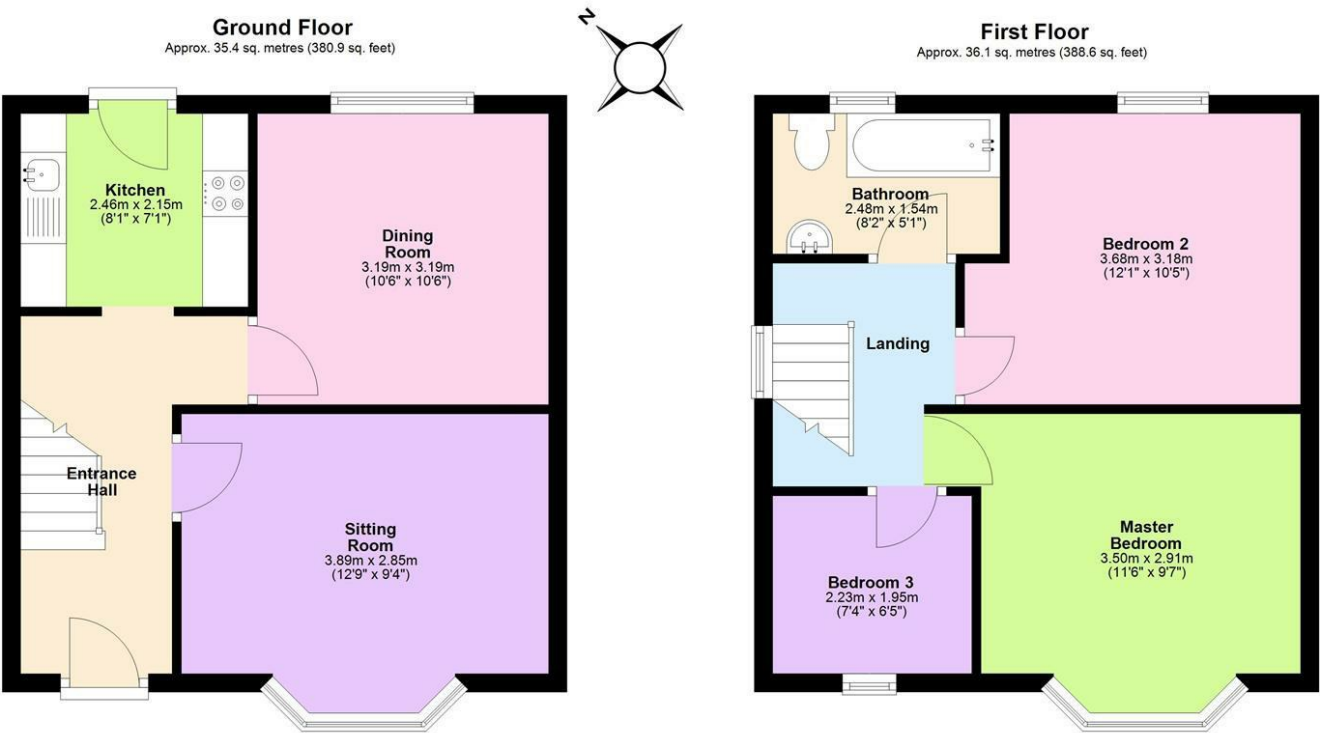 Ground Floor
Approx. 35.4 sq. metres (380.9 sq. feet)
N
First Floor
Approx. 36.1 sq. metres (388.6 sq. feet)
Kitchen
2.46m x 2.15m
(8'1" x 7'1")
Dining
Room
3.19m x 3.19m
(10'6" x 10'6")
Entrance
Hall
Sitting
Room
3.89m x 2.85m
(12'9" x 9'4")
Bathroom
2.48m x 1.54m
(8'2" x 5'1")
Bedroom 2
3.68m x 3.18m
(12'1" x 10'5")
Landing
Master
Bedroom
3.50m x 2.91m
(11'6" x 9'7")
Bedroom 3
2.23m x 1.95m
(7'4" x 6'5")